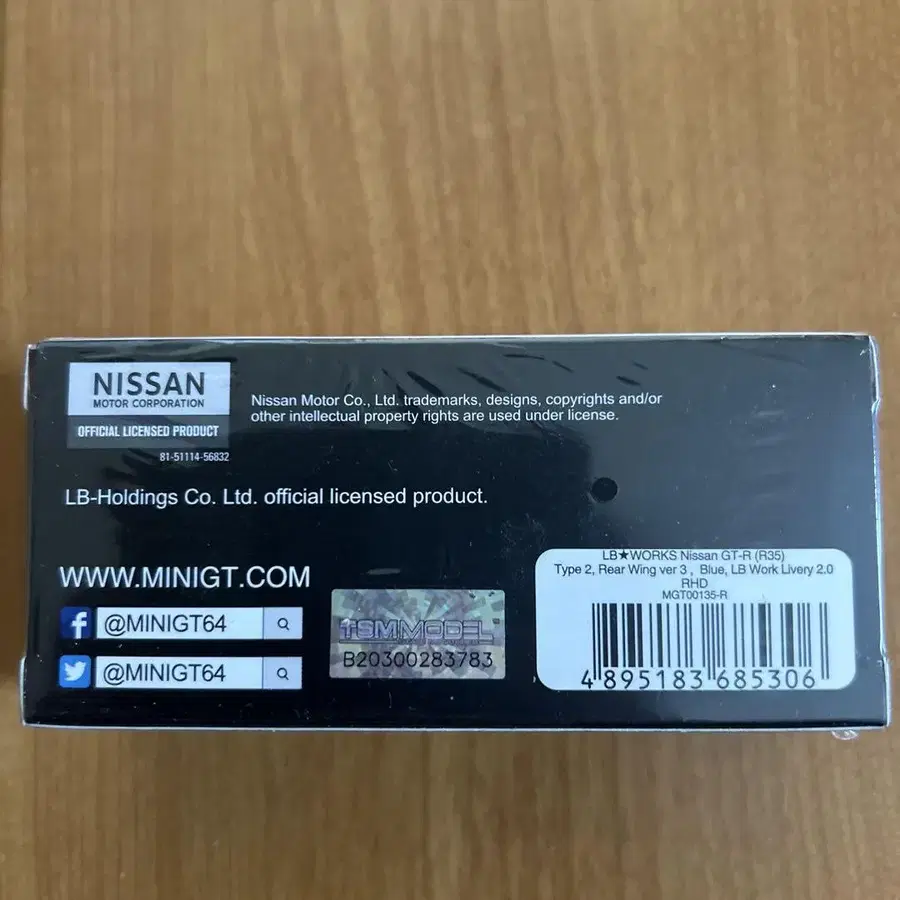 NISSAN
MOTOR CORPORATION
OFFICIAL LICENSED PRODUCT
81-51114-56832
Nissan Motor Co., Ltd. trademarks, designs, copyrights and/or
other intellectual property rights are used under license.
LB-Holdings Co. Ltd. official licensed product.
WWW.MINIGT.COM
f @MINIGT64
@MINIGT64
TSM MODEL
B20300283783
LB★WORKS Nissan GT-R (R35)
Type 2, Rear Wing ver 3 , Blue, LB Work Livery 2.0
RHD
MGT00135-R
4 895183 685306